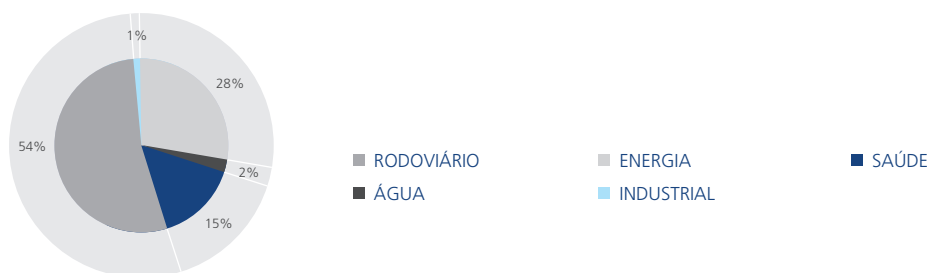 1%
28%
54%
2%
15%
RODOVIÁRIO
ENERGIA
SAÚDE
ÁGUA
INDUSTRIAL